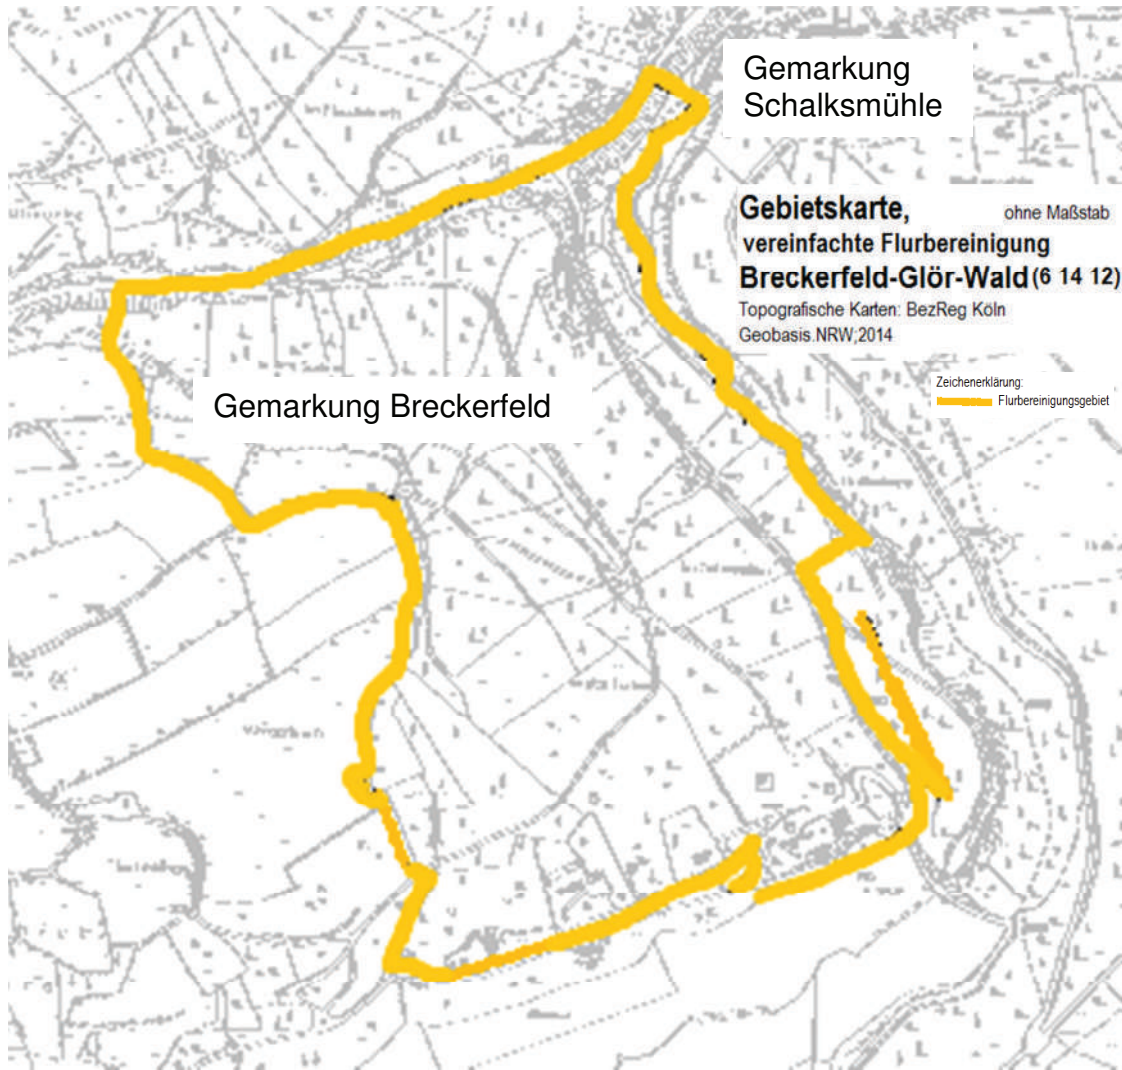 Gemarkung
Schalksmühle
Gebietskarte, ohne Maßstab
vereinfachte Flurbereinigung
Breckerfeld-Glör-Wald (6 14 12)
Topografische Karten: BezReg Köln
Geobasis.NRW;2014
Zeichenerklärung:
Flurbereinigungsgebiet
Gemarkung Breckerfeld